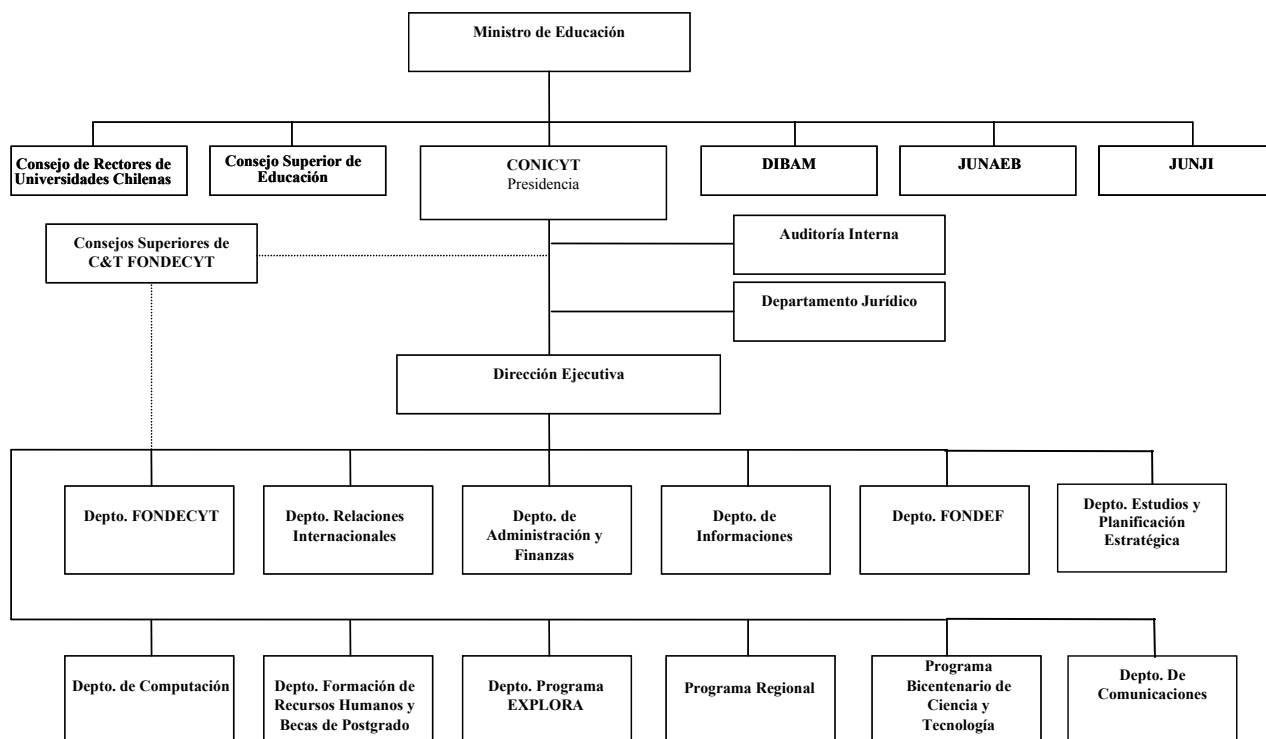 Ministro de Educación
Consejo de Rectores de
Universidades Chilenas
Consejo Superior de
Educación
CONICYT
Presidencia
DIBAM
JUNAEB
JUNJI
Consejos Superiores de
C&T FONDECYT
Auditoría Interna
Departamento Jurídico
Dirección Ejecutiva
Depto. FONDECYT
Depto. Relaciones
Internacionales
Depto. de
Administración y
Finanzas
Depto. de
Informaciones
Depto. FONDEF
Depto. Estudios y
Planificación
Estratégica
Depto. de Computación
Depto. Formación de
Recursos Humanos y
Becas de Postgrado
Depto. Programa
EXPLORA
Programa Regional
Programa
Bicentenario de
Ciencia y
Tecnología
Depto. De
Comunicaciones